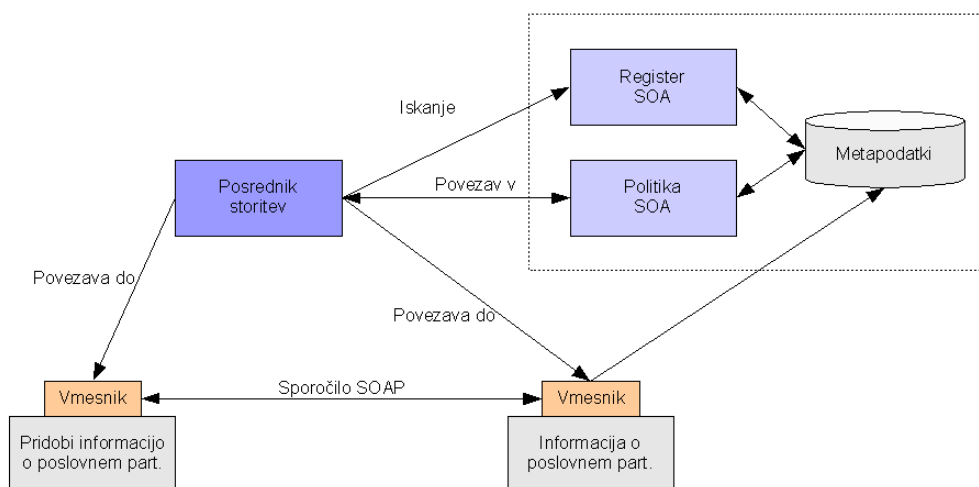 Register
SOA
Iskanje
Metapodatki
Posrednik
storitev
Povezav v
Politika
SOA
Povezava do
Povezava do
Vmesnik
Sporočilo SOAP
Vmesnik
Pridobi informacijo
o poslovnem part.
Informacija o
poslovnem part.